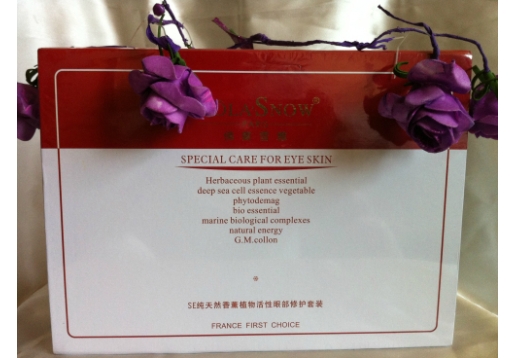 SNOW®
SPECIAL CARE FOR EYE SKIN
Herbaceous plant essential
deep sea cell essence vegetable
phytodemag
bio essential
marine biological complexes
natural energy
G.M.collon
SE纯天然香薰植物活性眼部修护套装
FRANCE FIRST CHOICE